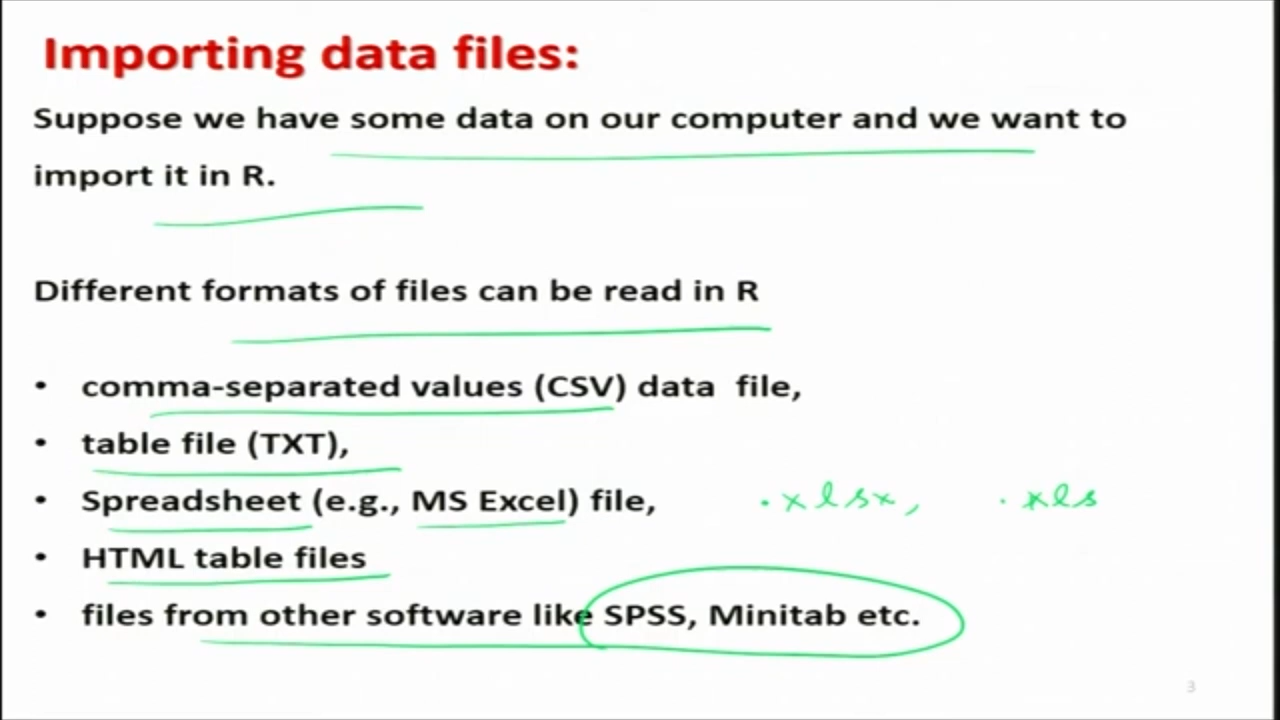 Importing data files:
Suppose we have some data on our computer and we want to
import it in R.
Different formats of files can be read in R
• comma-separated values (CSV) data file,
• table file (TXT),
• Spreadsheet (e.g., MS Excel) file, .xlsx, .xls
• HTML table files
• files from other software like SPSS, Minitab etc.
3